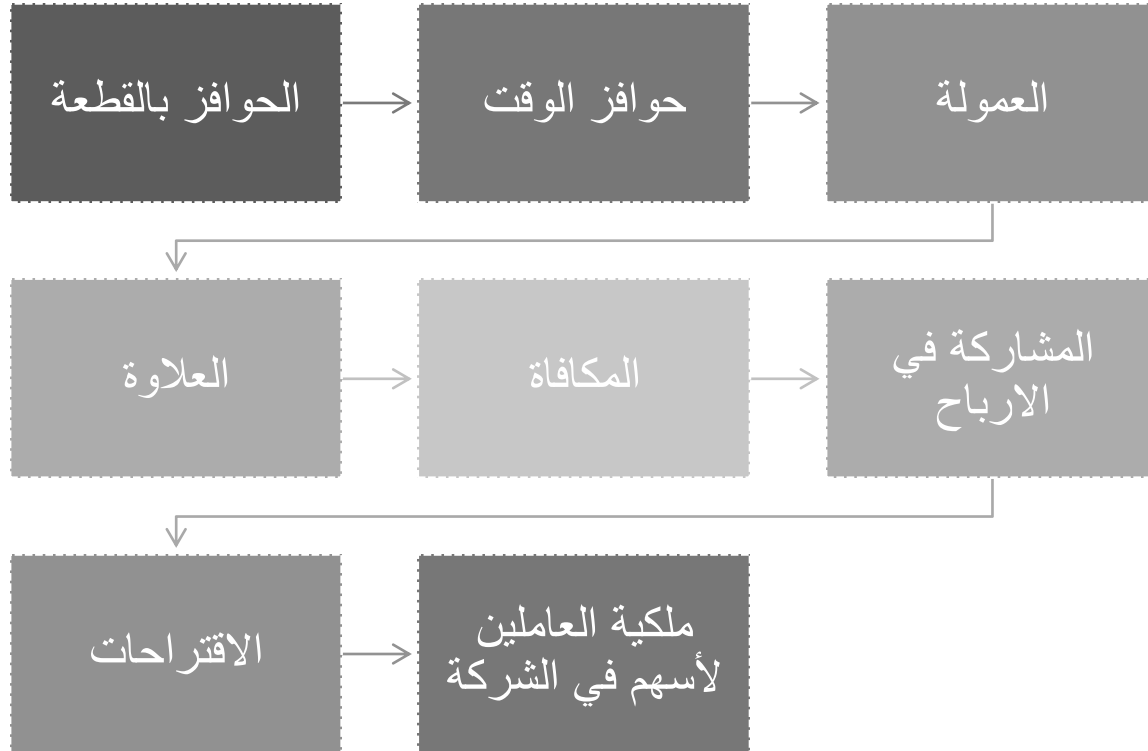 الحوافز بالقطعة
حوافز الوقت
العمولة
العلاوة
المكافاة
المشاركة في
الارباح
الاقتراحات
ملكية العاملين
لأسهم في الشركة